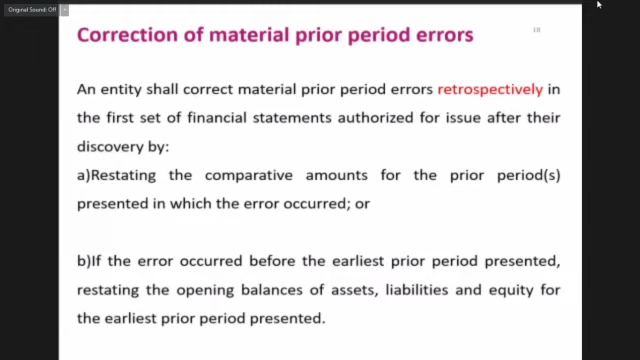 Original Sound: Off
Correction of material prior period errors
18
An entity shall correct material prior period errors retrospectively in
the first set of financial statements authorized for issue after their
discovery by:
a)Restating the comparative amounts for the prior period(s)
presented in which the error occurred; or
b)If the error occurred before the earliest prior period presented,
restating the opening balances of assets, liabilities and equity for
the earliest prior period presented.